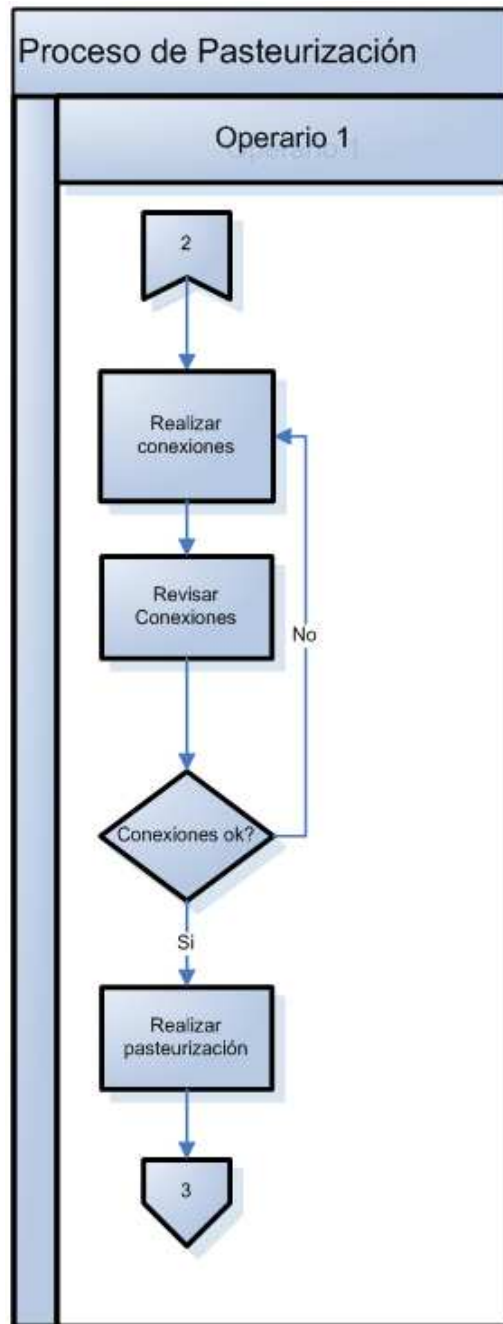 Proceso de Pasteurización
Operario 1
2
Realizar
conexiones
Revisar
Conexiones
No
Conexiones ok?
Si
Realizar
pasteurización
3